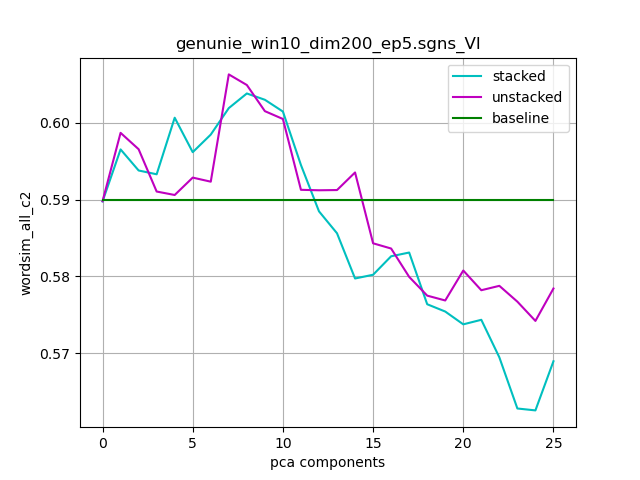 genunie_win10_dim200_ep5.sgns_VI
stacked
unstacked
baseline
0.60
0.59
0.58
0.57
wordsim_all_c2
0 5 10 15 20 25
pca components